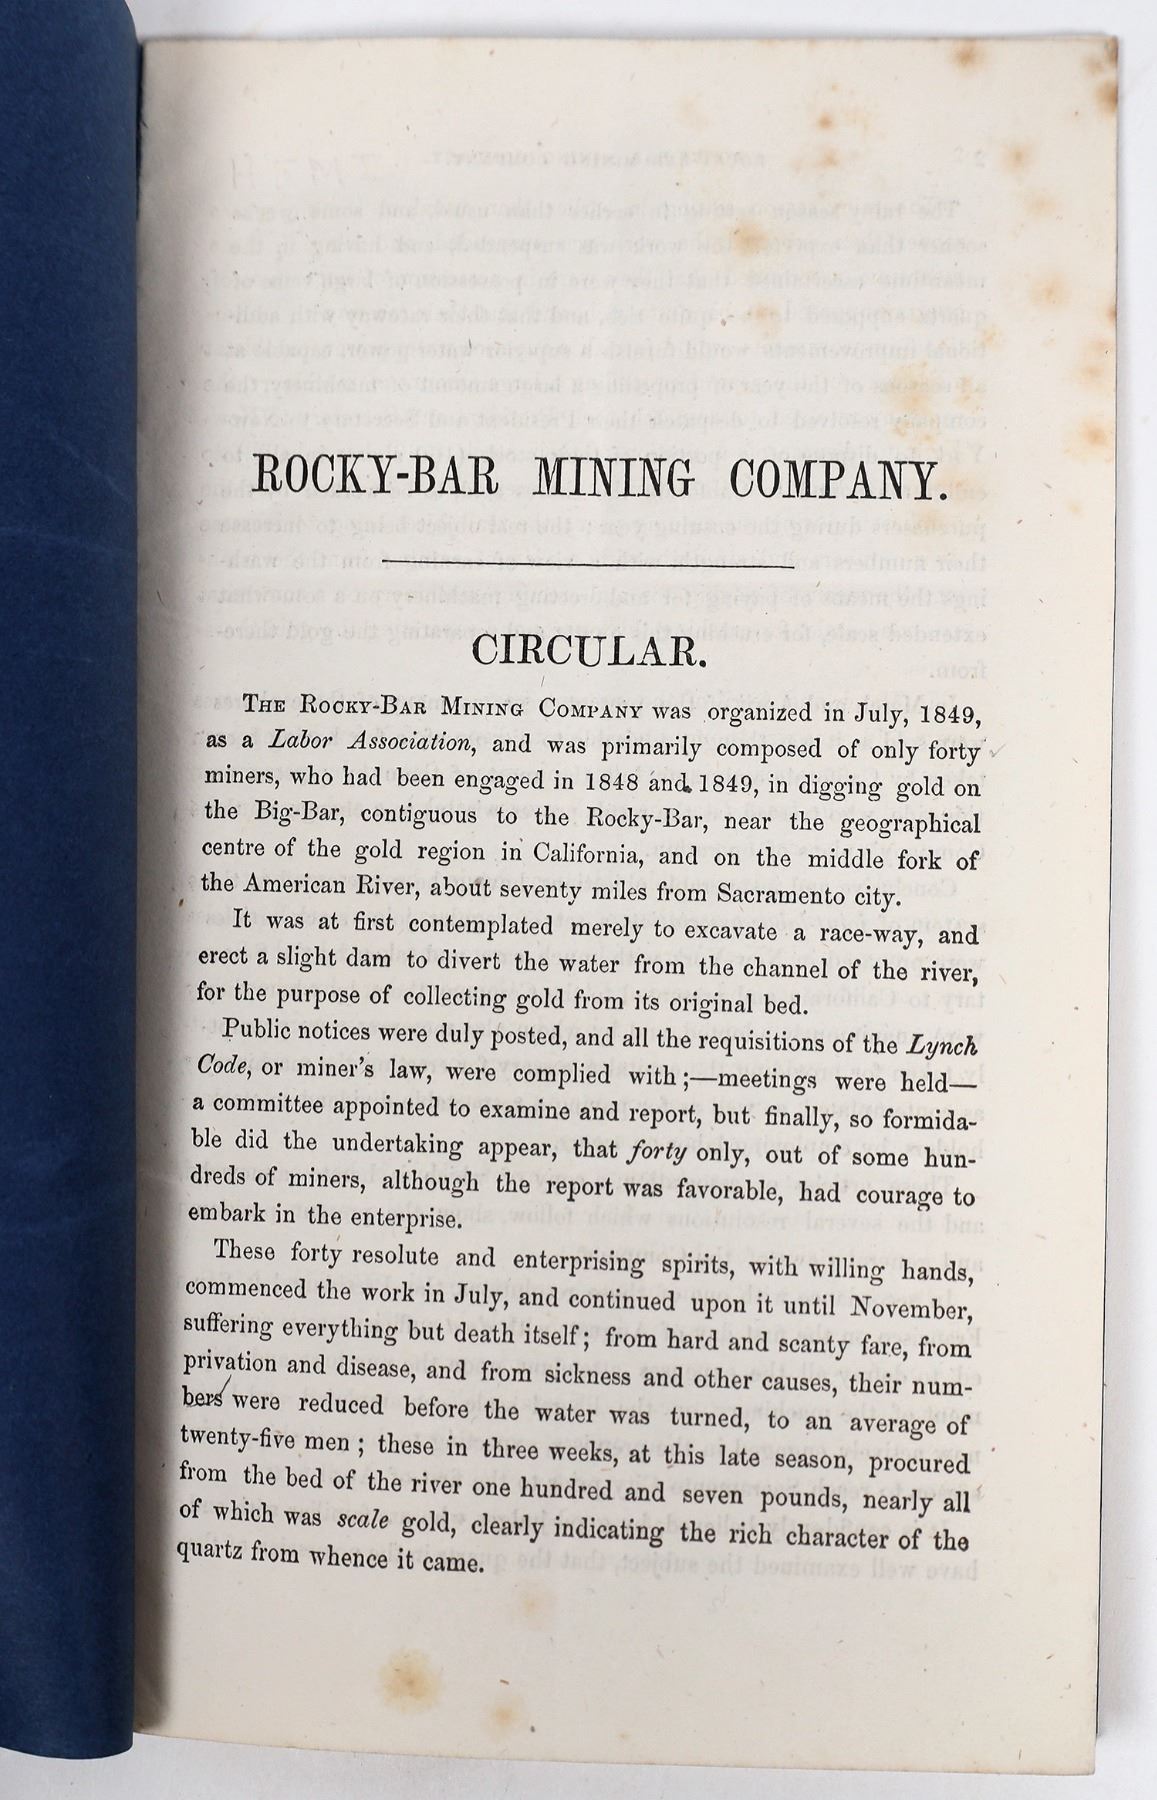 ROCKY-BAR MINING COMPANY.
CIRCULAR.
THE ROCKY-BAR MINING COMPANY was organized in July, 1849,
as a Labor Association, and was primarily composed of only forty
miners, who had been engaged in 1848 and 1849, in digging gold on
the Big-Bar, contiguous to the Rocky-Bar, near the geographical
centre of the gold region in California, and on the middle fork of
the American River, about seventy miles from Sacramento city.
It was at first contemplated merely to excavate a race-way, and
erect a slight dam to divert the water from the channel of the river,
for the purpose of collecting gold from its original bed.
Public notices were duly posted, and all the requisitions of the Lynch
Code, or miner's law, were complied with;—meetings were held—
a committee appointed to examine and report, but finally, so formida-
ble did the undertaking appear, that forty only, out of some hun-
dreds of miners, although the report was favorable, had courage to
embark in the enterprise.
These forty resolute and enterprising spirits, with willing hands,
commenced the work in July, and continued upon it until November,
suffering everything but death itself; from hard and scanty fare, from
privation and disease, and from sickness and other causes, their num-
bers were reduced before the water was turned, to an average of
twenty-five men; these in three weeks, at this late season, procured
from the bed of the river one hundred and seven pounds, nearly all
of which was scale gold, clearly indicating the rich character of the
quartz from whence it came.